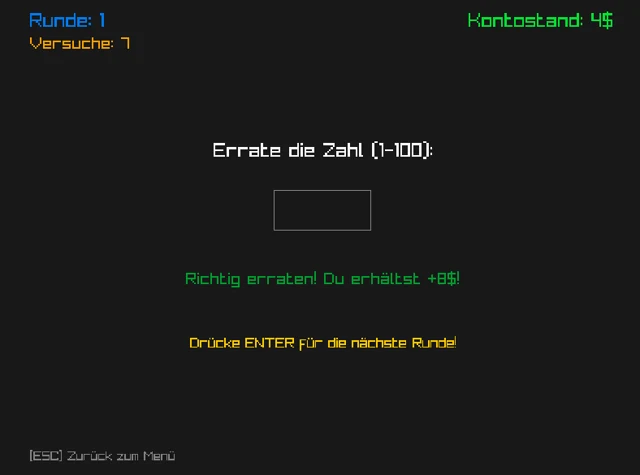 Runde: 1
Kontostand: 4$
Versuche: 7
Errate die Zahl (1-100):
Richtig erraten! Du erhältst +8$!
Drücke ENTER für die nächste Runde!
[ESC] Zurück zum Menü